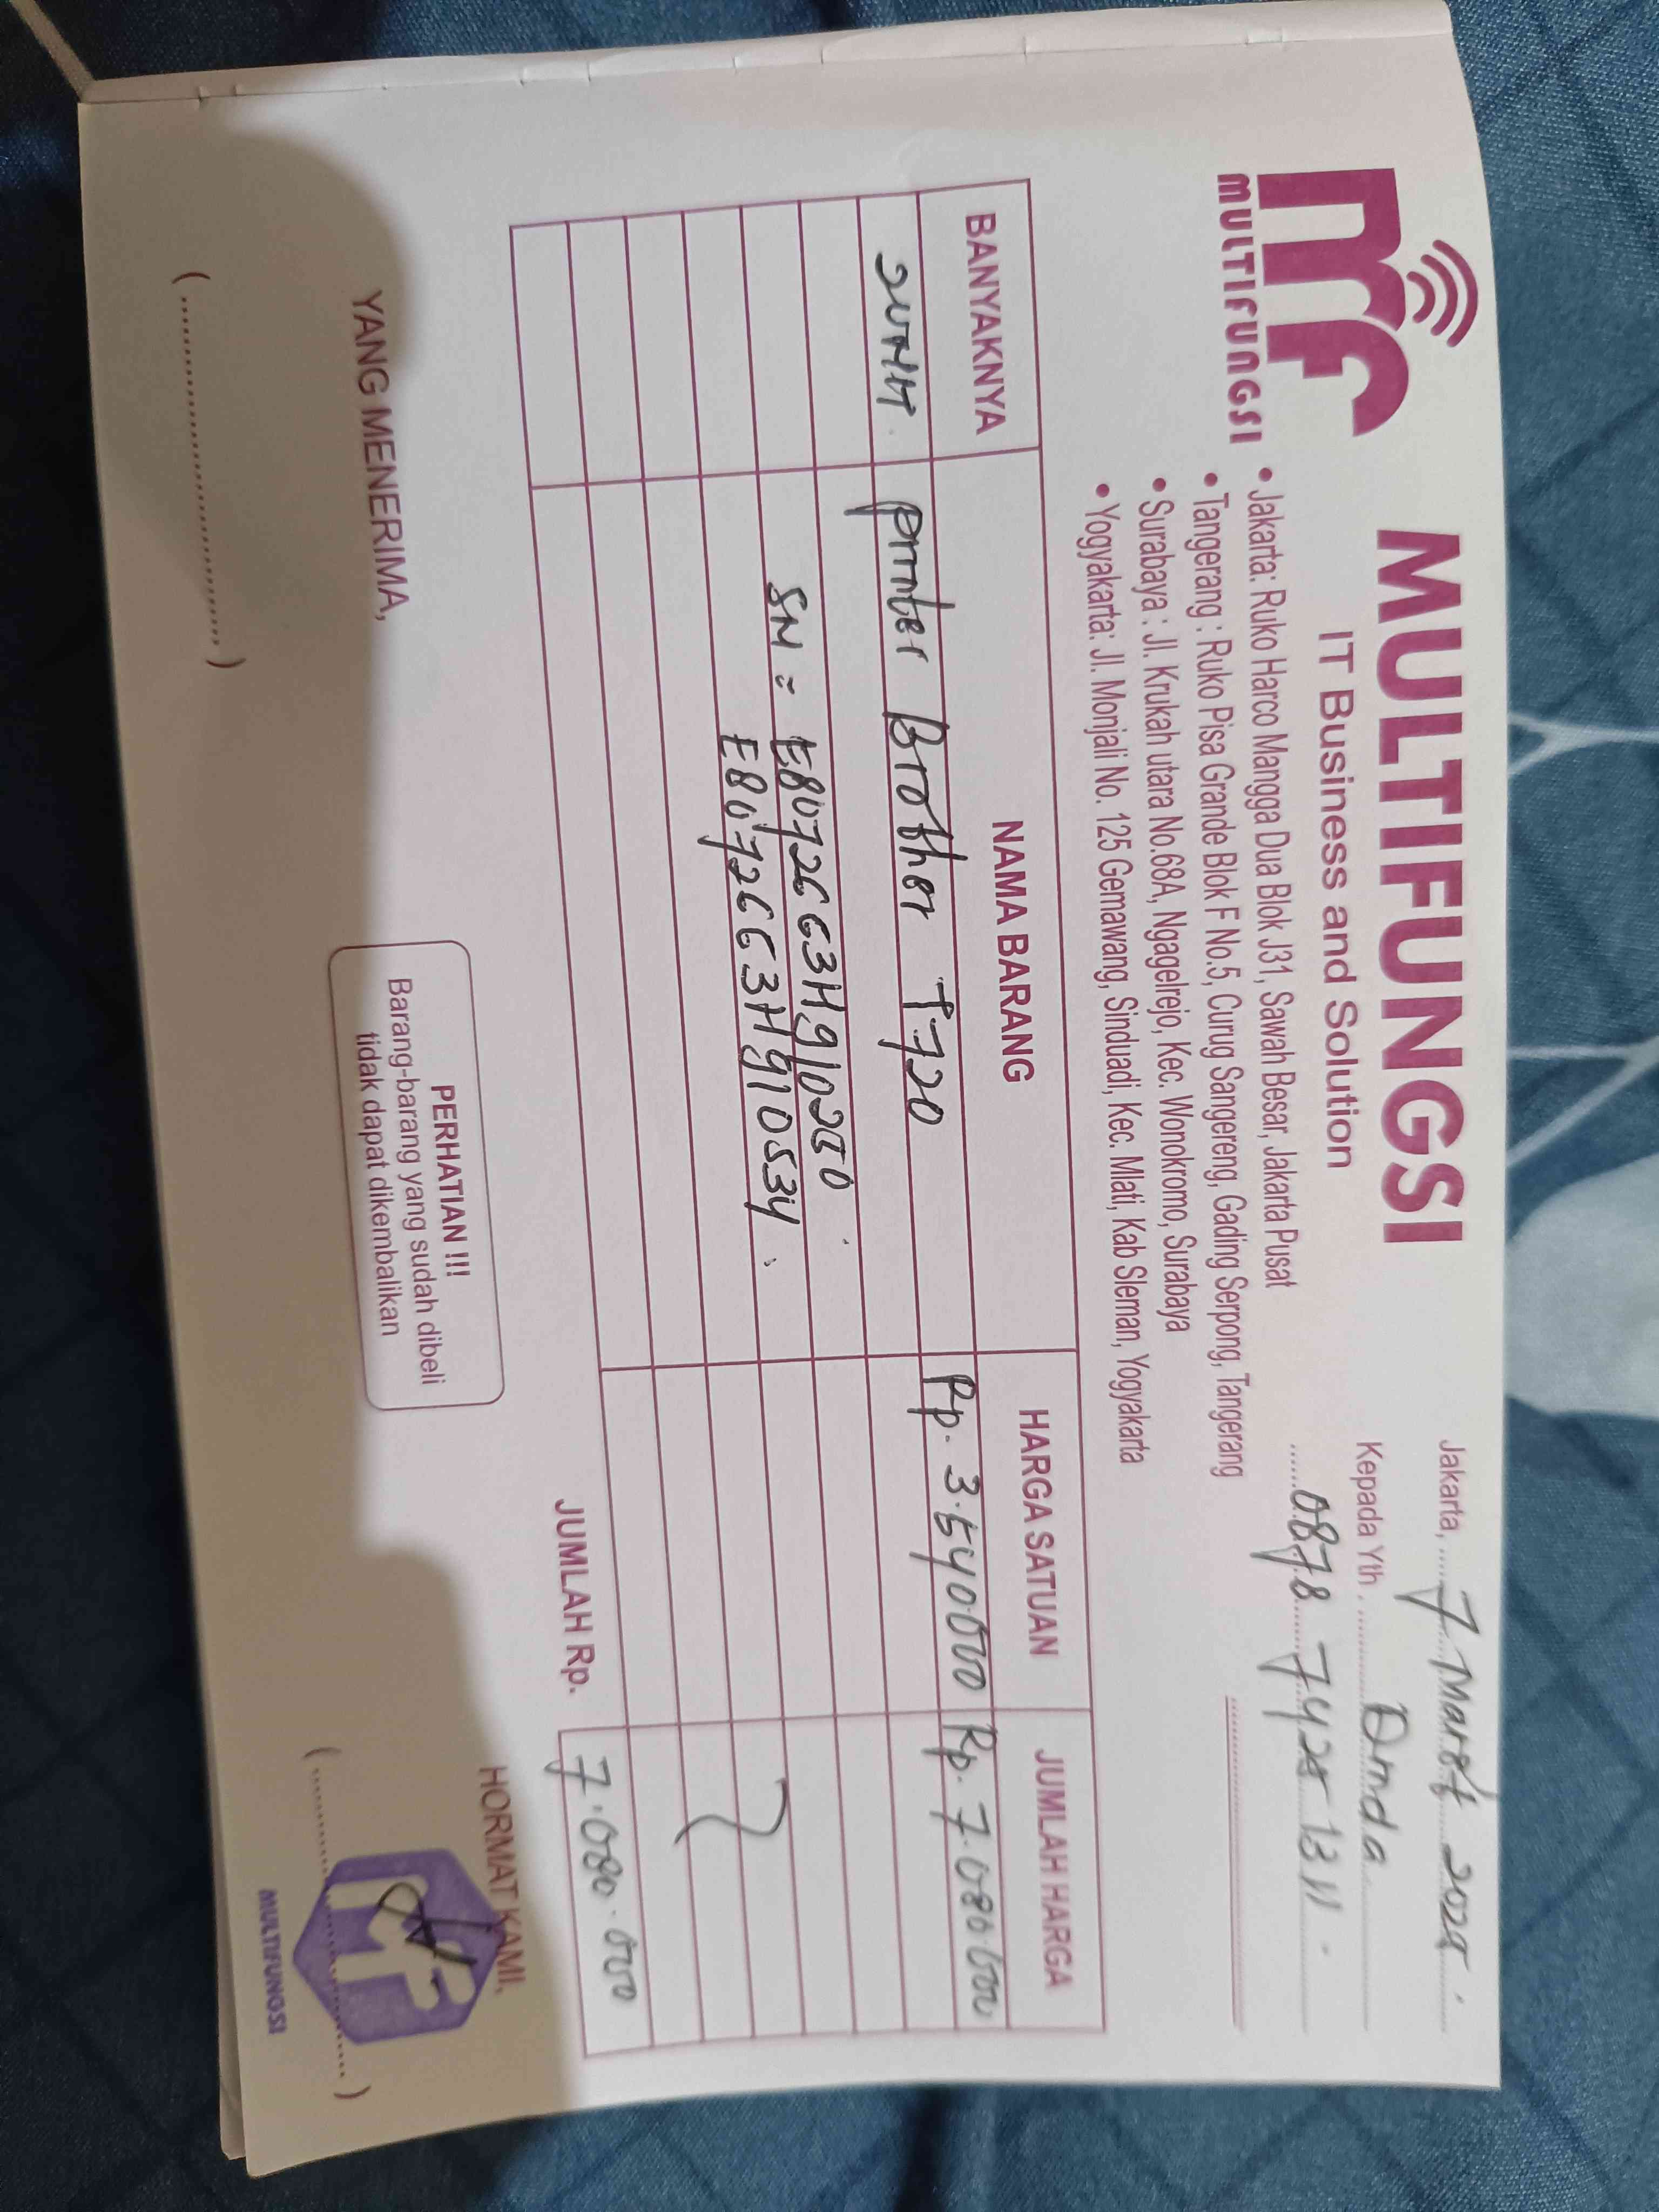 MULTIFUNGSI
MULTIFUNGSI
IT Business and Solution
• Jakarta: Ruko Harco Mangga Dua Blok J31, Sawah Besar, Jakarta Pusat
• Tangerang : Ruko Pisa Grande Blok F No.5, Curug Sangereng, Gading Serpong, Tangerang
• Surabaya : Jl. Krukah utara No.68A, Ngagelrejo, Kec. Wonokromo, Surabaya
• Yogyakarta: Jl. Monjali No. 125 Gemawang, Sinduadi, Kec. Mlati, Kab Sleman, Yogyakarta
Jakarta, 7 Maret 2024
Kepada Yth. Dinda
0878 7425 1311
BANYAKNYA NAMA BARANG HARGA SATUAN JUMLAH HARGA
2unit printer Brother T720 Rp. 3.540.000 Rp. 7.080.000
SN = E80726G3H910250
E80726G3H910534
JUMLAH Rp. 7.080.000
YANG MENERIMA,
PERHATIAN !!!
Barang-barang yang sudah dibeli
tidak dapat dikembalikan
HORMAT KAMI,
MULTIFUNGSI